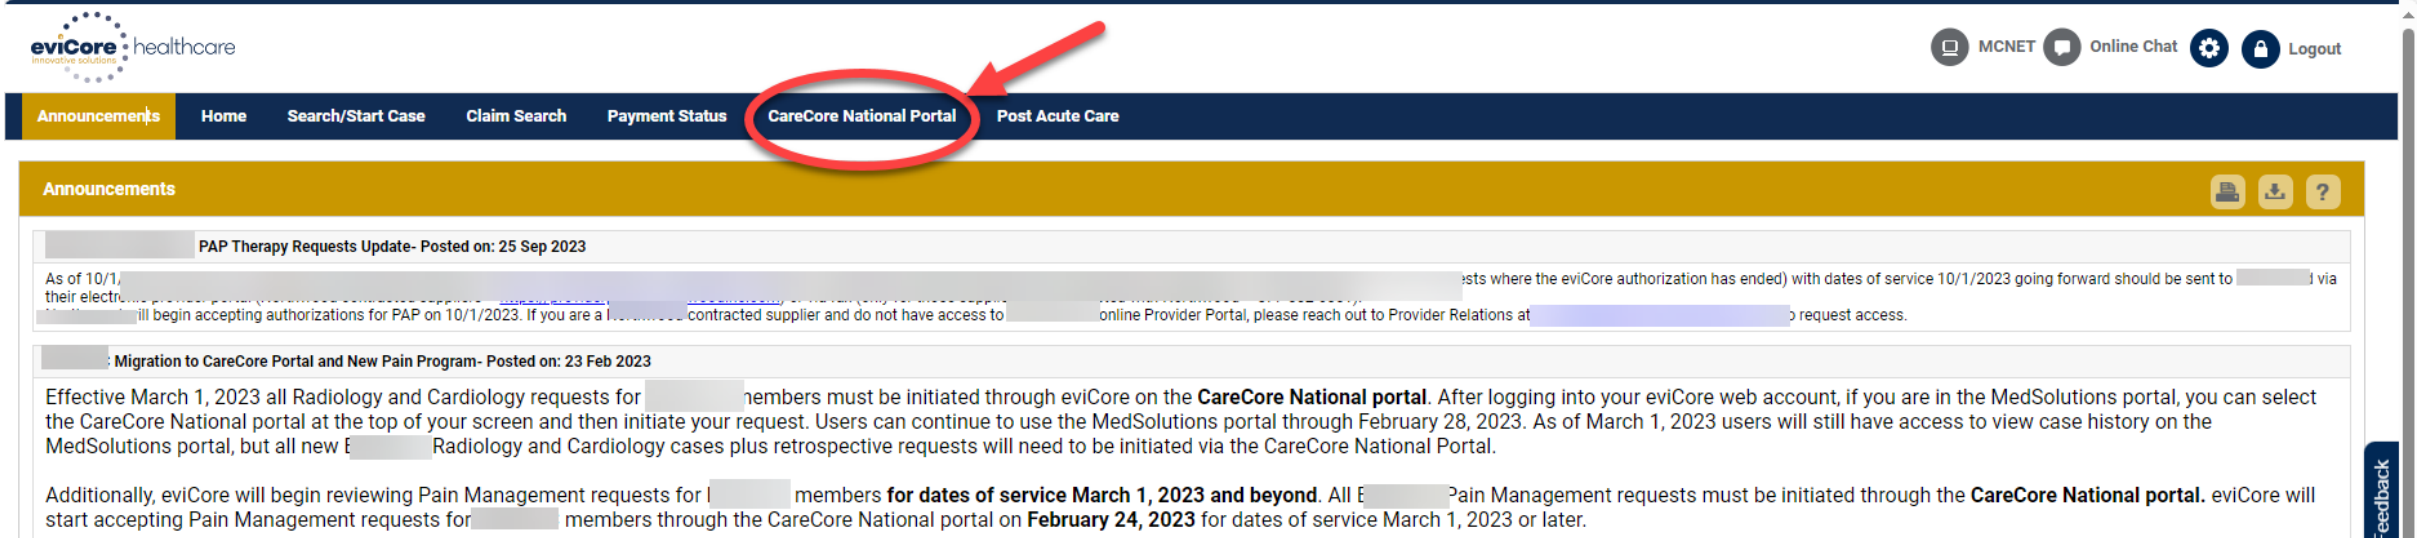 eviCore healthcare
innovative solutions
MCNET Online Chat Logout
Announcements Home Search/Start Case Claim Search Payment Status CareCore National Portal Post Acute Care
Announcements
?
PAP Therapy Requests Update- Posted on: 25 Sep 2023
As of 10/1/ ests where the eviCore authorization has ended) with dates of service 10/1/2023 going forward should be sent to d via
their electronic provider portal
ill begin accepting authorizations for PAP on 10/1/2023. If you are a contracted supplier and do not have access to online Provider Portal, please reach out to Provider Relations at request access.
Migration to CareCore Portal and New Pain Program- Posted on: 23 Feb 2023
Effective March 1, 2023 all Radiology and Cardiology requests for members must be initiated through eviCore on the CareCore National portal. After logging into your eviCore web account, if you are in the MedSolutions portal, you can select
the CareCore National portal at the top of your screen and then initiate your request. Users can continue to use the MedSolutions portal through February 28, 2023. As of March 1, 2023 users will still have access to view case history on the
MedSolutions portal, but all new Radiology and Cardiology cases plus retrospective requests will need to be initiated via the CareCore National Portal.
Additionally, eviCore will begin reviewing Pain Management requests for members for dates of service March 1, 2023 and beyond. All Pain Management requests must be initiated through the CareCore National portal. eviCore will
start accepting Pain Management requests for members through the CareCore National portal on February 24, 2023 for dates of service March 1, 2023 or later.
Feedback